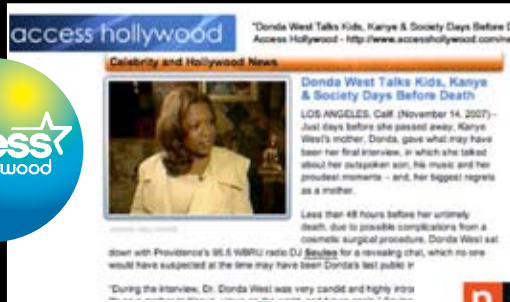 access hollywood
"Donda West Talks Kids, Kanye & Society Days Before D
Access Hollywood - http://www.accesshollywood.com/ne
Celebrity and Hollywood News
ess
wood
Donda West Talks Kids, Kanye
& Society Days Before Death
LOS ANGELES, Calif. (November 14, 2007) -
Just days before she passed away, Kanye
West's mother, Donda, gave what may have
been her final interview, in which she talked
about her outspoken son, his music and her
proudest moments – and, her biggest regrets
as a mother.
Less than 48 hours before her untimely
death, due to possible complications from a
cosmetic surgical procedure, Donda West sat
down with Providence's 95.5 WBRU radio DJ for a revealing chat, which no one
would have suspected at the time may have been Donda's last public in
"During the interview, Dr. Donda West was very candid and highly intro
n